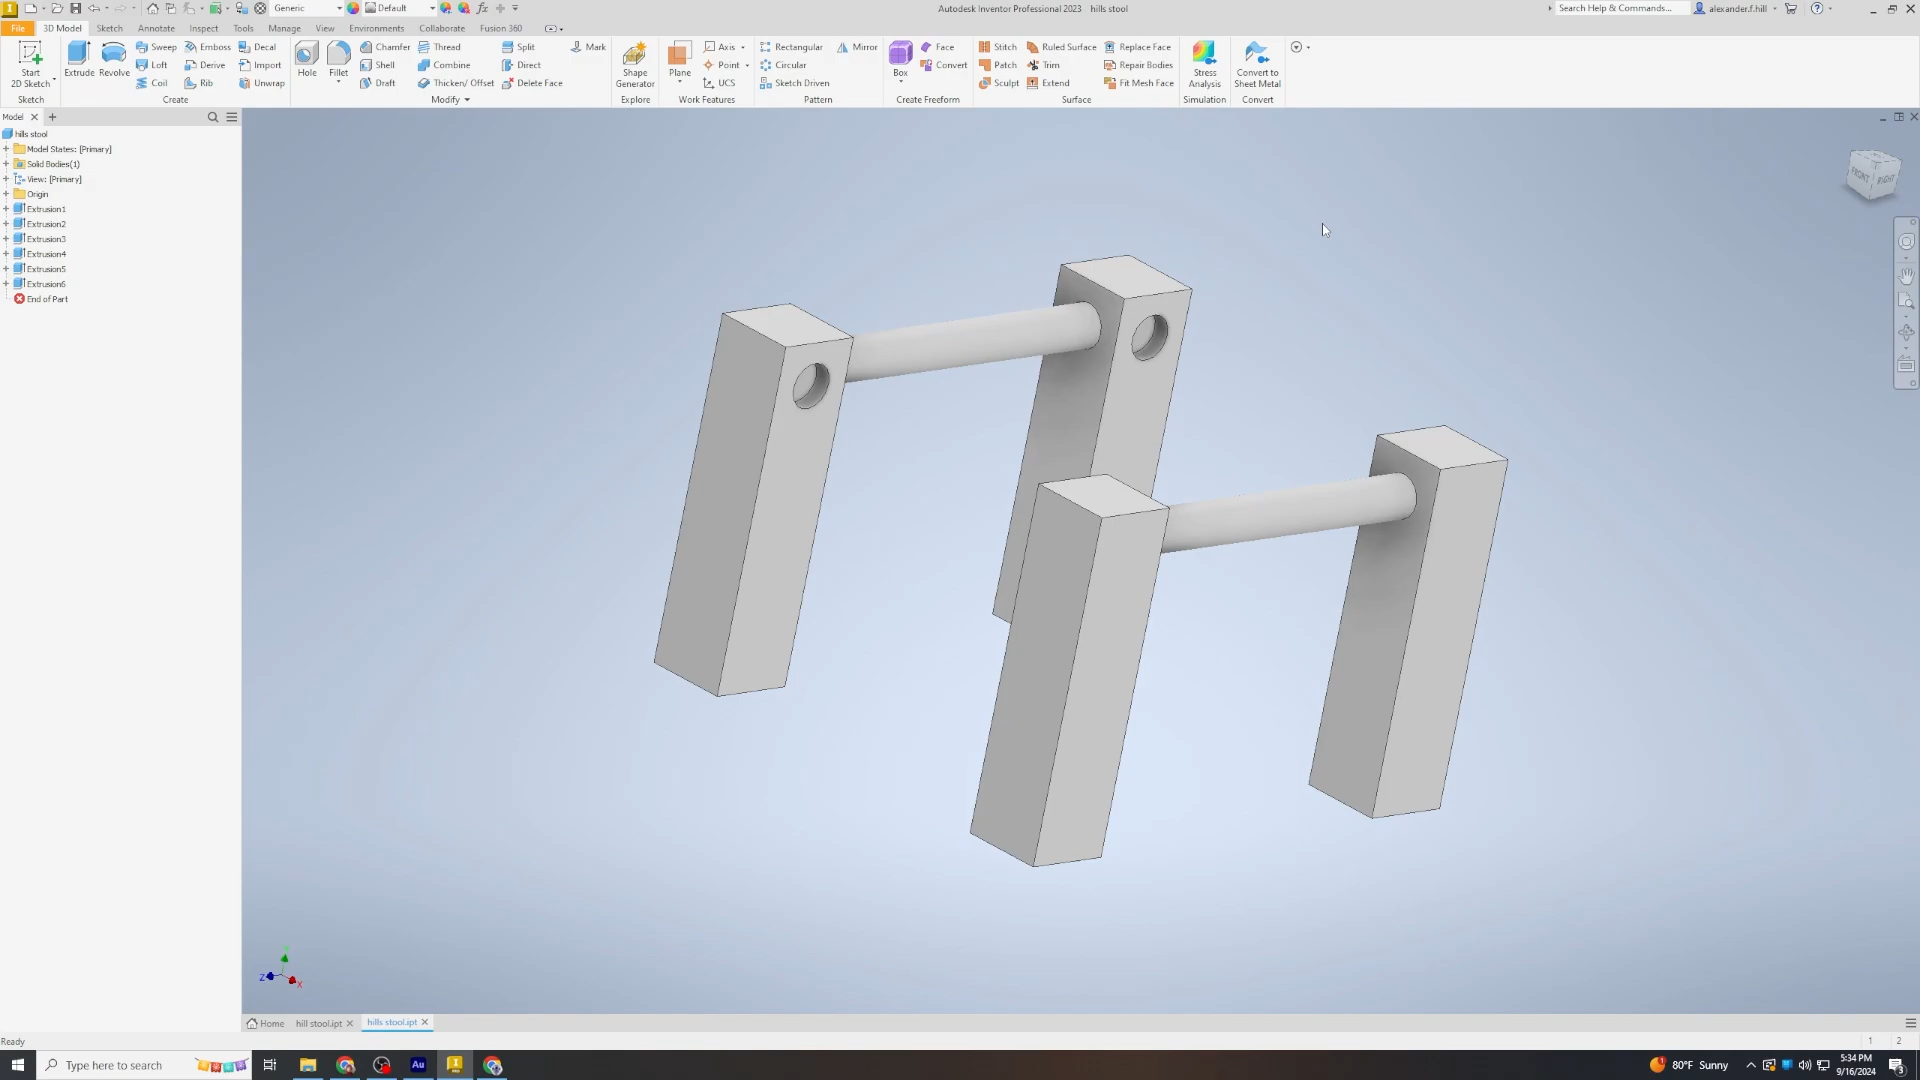 Generic Default Autodesk Inventor Professional 2023 hills stool Search Help & Commands... alexander.f.hill
File 3D Model Sketch Annotate Inspect Tools Manage View Environments Collaborate Fusion 360
Start
2D Sketch
Sketch
Extrude Revolve
Sweep Emboss Decal
Loft Derive Import
Coil Rib Unwrap
Create
Hole Fillet
Chamfer Thread Split Mark
Shell Combine Direct
Draft Thicken/ Offset Delete Face
Modify
Shape
Generator
Explore
Plane
Axis
Point
UCS
Work Features
Rectangular Mirror
Circular
Sketch Driven
Pattern
Box
Face
Convert
Create Freeform
Stitch Ruled Surface Replace Face
Patch Trim Repair Bodies
Sculpt Extend Fit Mesh Face
Surface
Stress
Analysis
Simulation
Convert to
Sheet Metal
Convert
Model
hills stool
Model States: [Primary]
Solid Bodies(1)
View: [Primary]
Origin
Extrusion1
Extrusion2
Extrusion3
Extrusion4
Extrusion5
Extrusion6
End of Part
FRONT RIGHT
Z X
Home hill stool.ipt hills stool.ipt
Ready 1 2
Type here to search Au 80°F Sunny 5:34 PM
9/16/2024 3